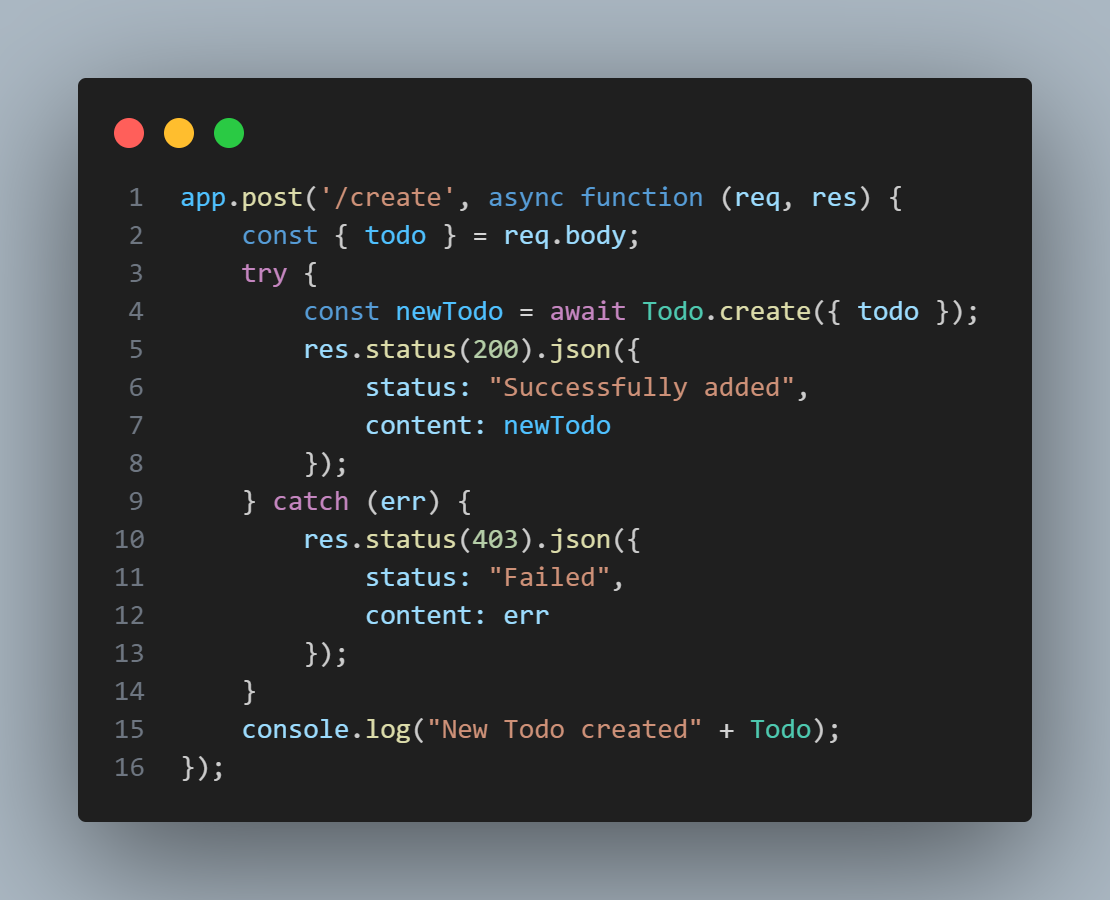 1 app.post('/create', async function (req, res) {
2     const { todo } = req.body;
3     try {
4         const newTodo = await Todo.create({ todo });
5         res.status(200).json({
6             status: "Successfully added",
7             content: newTodo
8         });
9     } catch (err) {
10         res.status(403).json({
11             status: "Failed",
12             content: err
13         });
14     }
15     console.log("New Todo created" + Todo);
16 });